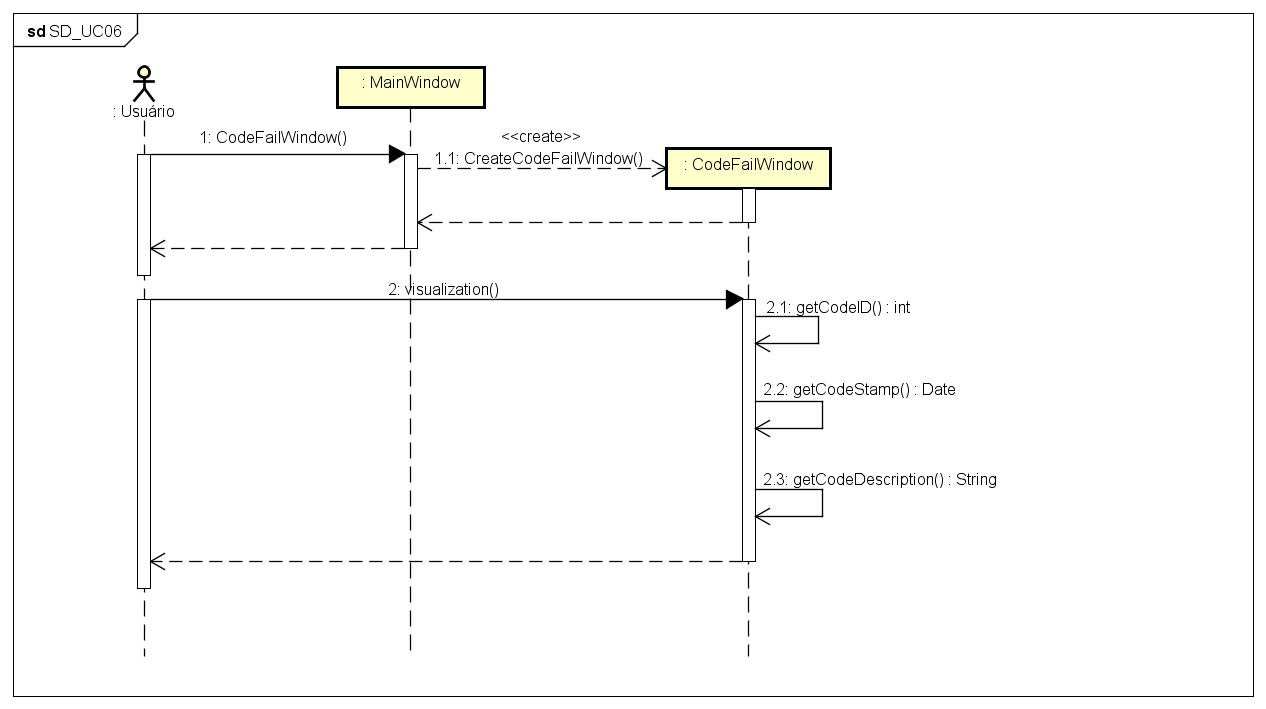 sd SD_UC06
: Usuário
: MainWindow
1: CodeFailWindow()
<<create>>
1.1: CreateCodeFailWindow()
: CodeFailWindow
2: visualization()
2.1: getCodeID() : int
2.2: getCodeStamp() : Date
2.3: getCodeDescription() : String